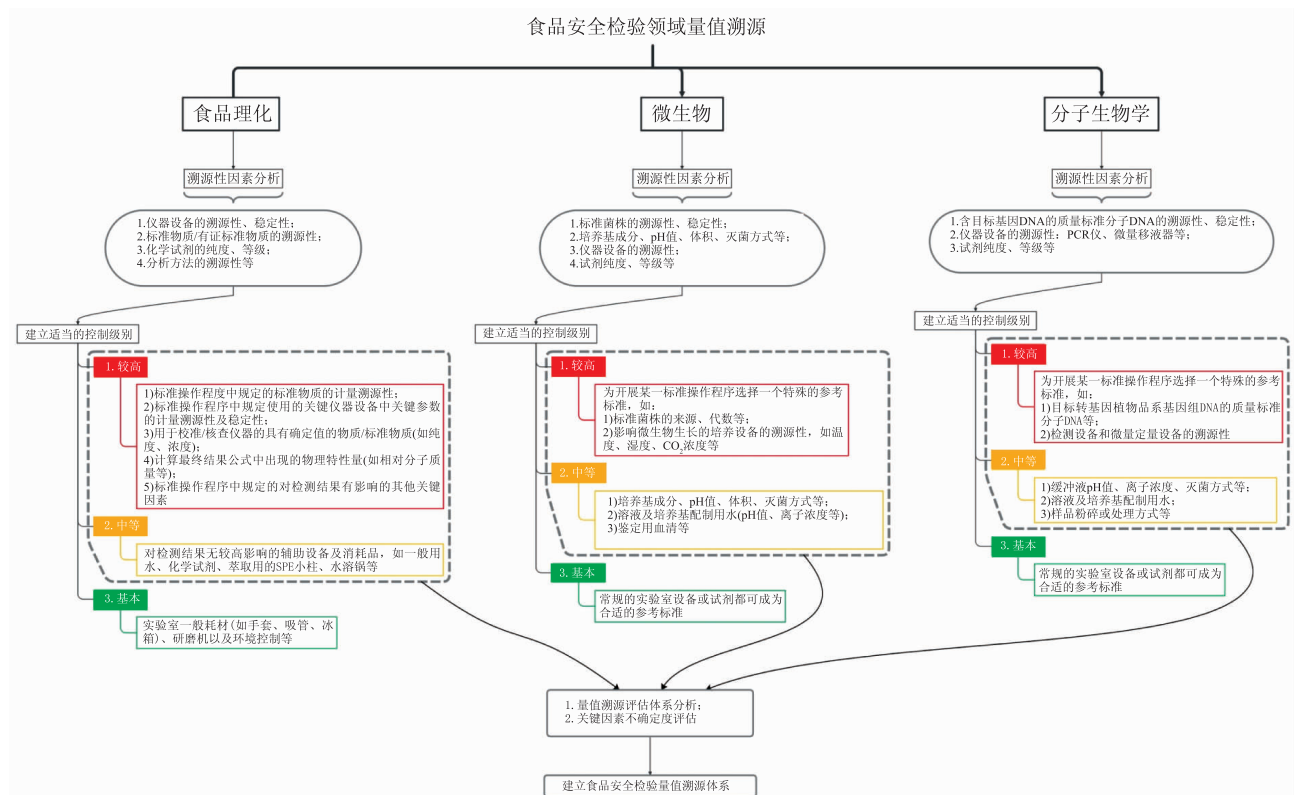 食品安全检验领域量值溯源
食品理化
溯源性因素分析
1.仪器设备的溯源性、稳定性；
2.标准物质/有证标准物质的溯源性；
3.化学试剂的纯度、等级；
4.分析方法的溯源性等
建立适当的控制级别
1.较高
1)标准操作程度中规定的标准物质的计量溯源性；
2)标准操作程序中规定使用的关键仪器设备中关键参数
的计量溯源性及稳定性；
3)用于校准/核查仪器的具有确定值的物质/标准物质(如纯
度、浓度)；
4)计算最终结果公式中出现的物理特性量(如相对分子质
量等)；
5)标准操作程序中规定的对检测结果有影响的其他关键
因素
2.中等
对检测结果无较高影响的辅助设备及消耗品，如一般用
水、化学试剂、萃取用的SPE小柱、水溶锅等
3.基本
实验室一般耗材(如手套、吸管、冰
箱)、研磨机以及环境控制等
微生物
溯源性因素分析
1.标准菌株的溯源性、稳定性；
2.培养基成分、pH值、体积、灭菌方式等；
3.仪器设备的溯源性；
4.试剂纯度、等级等
建立适当的控制级别
1.较高
为开展某一标准操作程序选择一个特殊的参考
标准，如：
1)标准菌株的来源、代数等；
2)影响微生物生长的培养设备的溯源性，如温
度、湿度、CO₂浓度等
2.中等
1)培养基成分、pH值、体积、灭菌方式等；
2)溶液及培养基配制用水(pH值、离子浓度等)；
3)鉴定用血清等
3.基本
常规的实验室设备或试剂都可成为
合适的参考标准
分子生物学
溯源性因素分析
1.含目标基因DNA的质量标准分子DNA的溯源性、稳定性；
2.仪器设备的溯源性：PCR仪、微量移液器等；
3.试剂纯度、等级等
建立适当的控制级别
1.较高
为开展某一标准操作程序选择一个特殊的参考
标准，如：
1)目标转基因植物品系基因组DNA的质量标准
分子DNA等；
2)检测设备和微量定量设备的溯源性
2.中等
1)缓冲液pH值、离子浓度、灭菌方式等；
2)溶液及培养基配制用水；
3)样品粉碎或处理方式等
3.基本
常规的实验室设备或试剂都可成为
合适的参考标准
1.量值溯源评估体系分析；
2.关键因素不确定度评估
建立食品安全检验量值溯源体系